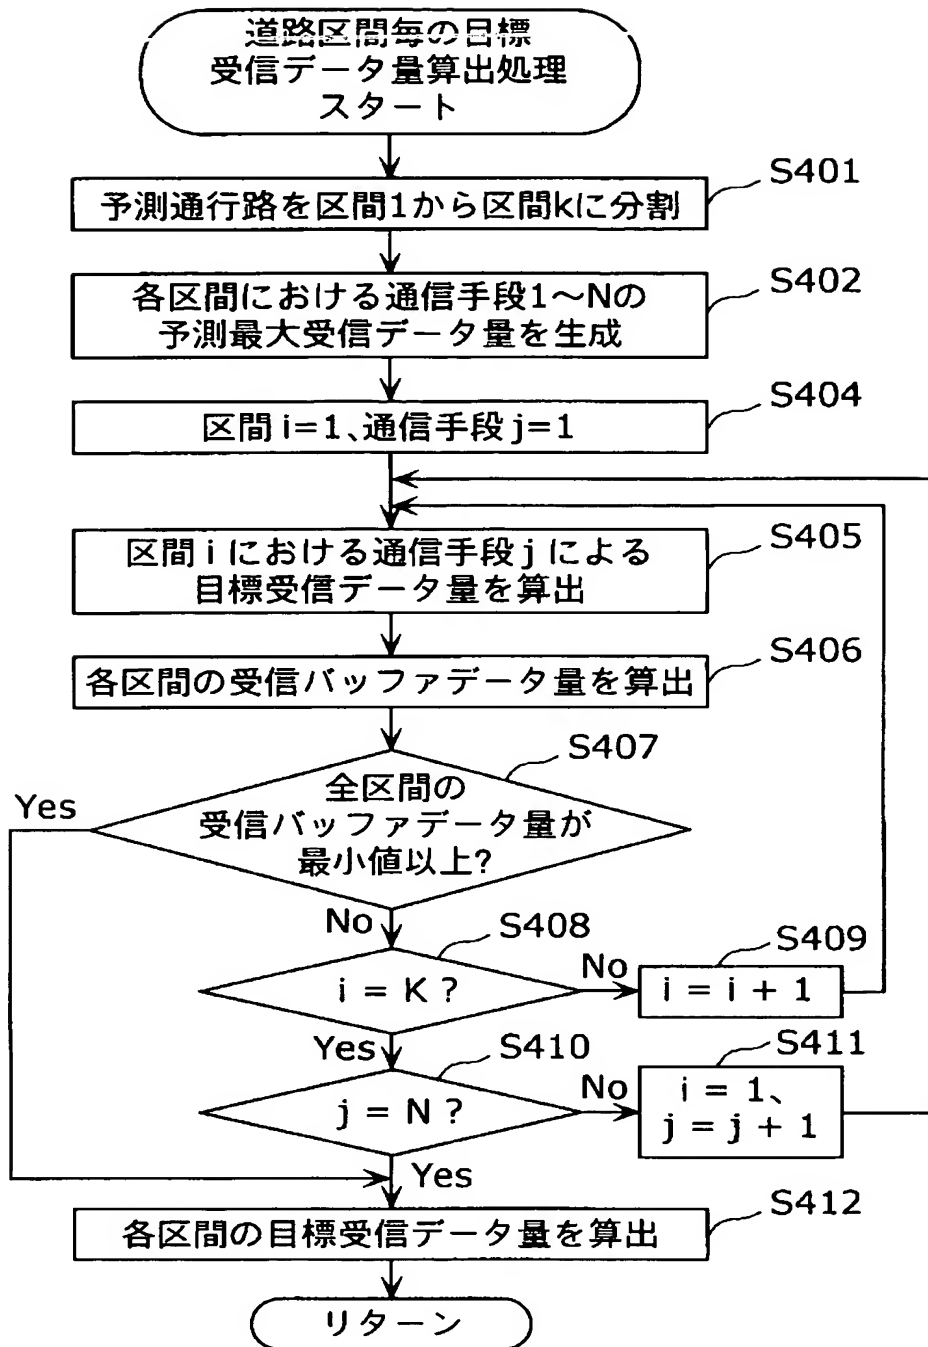 道路区間毎の目標
受信データ量算出処理
スタート
S401
予測通行路を区間1から区間kに分割
S402
各区間における通信手段1～Nの
予測最大受信データ量を生成
S404
区間i=1、通信手段j=1
S405
区間iにおける通信手段jによる
目標受信データ量を算出
S406
各区間の受信バッファデータ量を算出
S407
全区間の
受信バッファデータ量が
最小値以上?
Yes
No
S408
i = K ?
No
S409
i = i + 1
Yes
S410
j = N ?
No
S411
i = 1、
j = j + 1
Yes
S412
各区間の目標受信データ量を算出
リターン